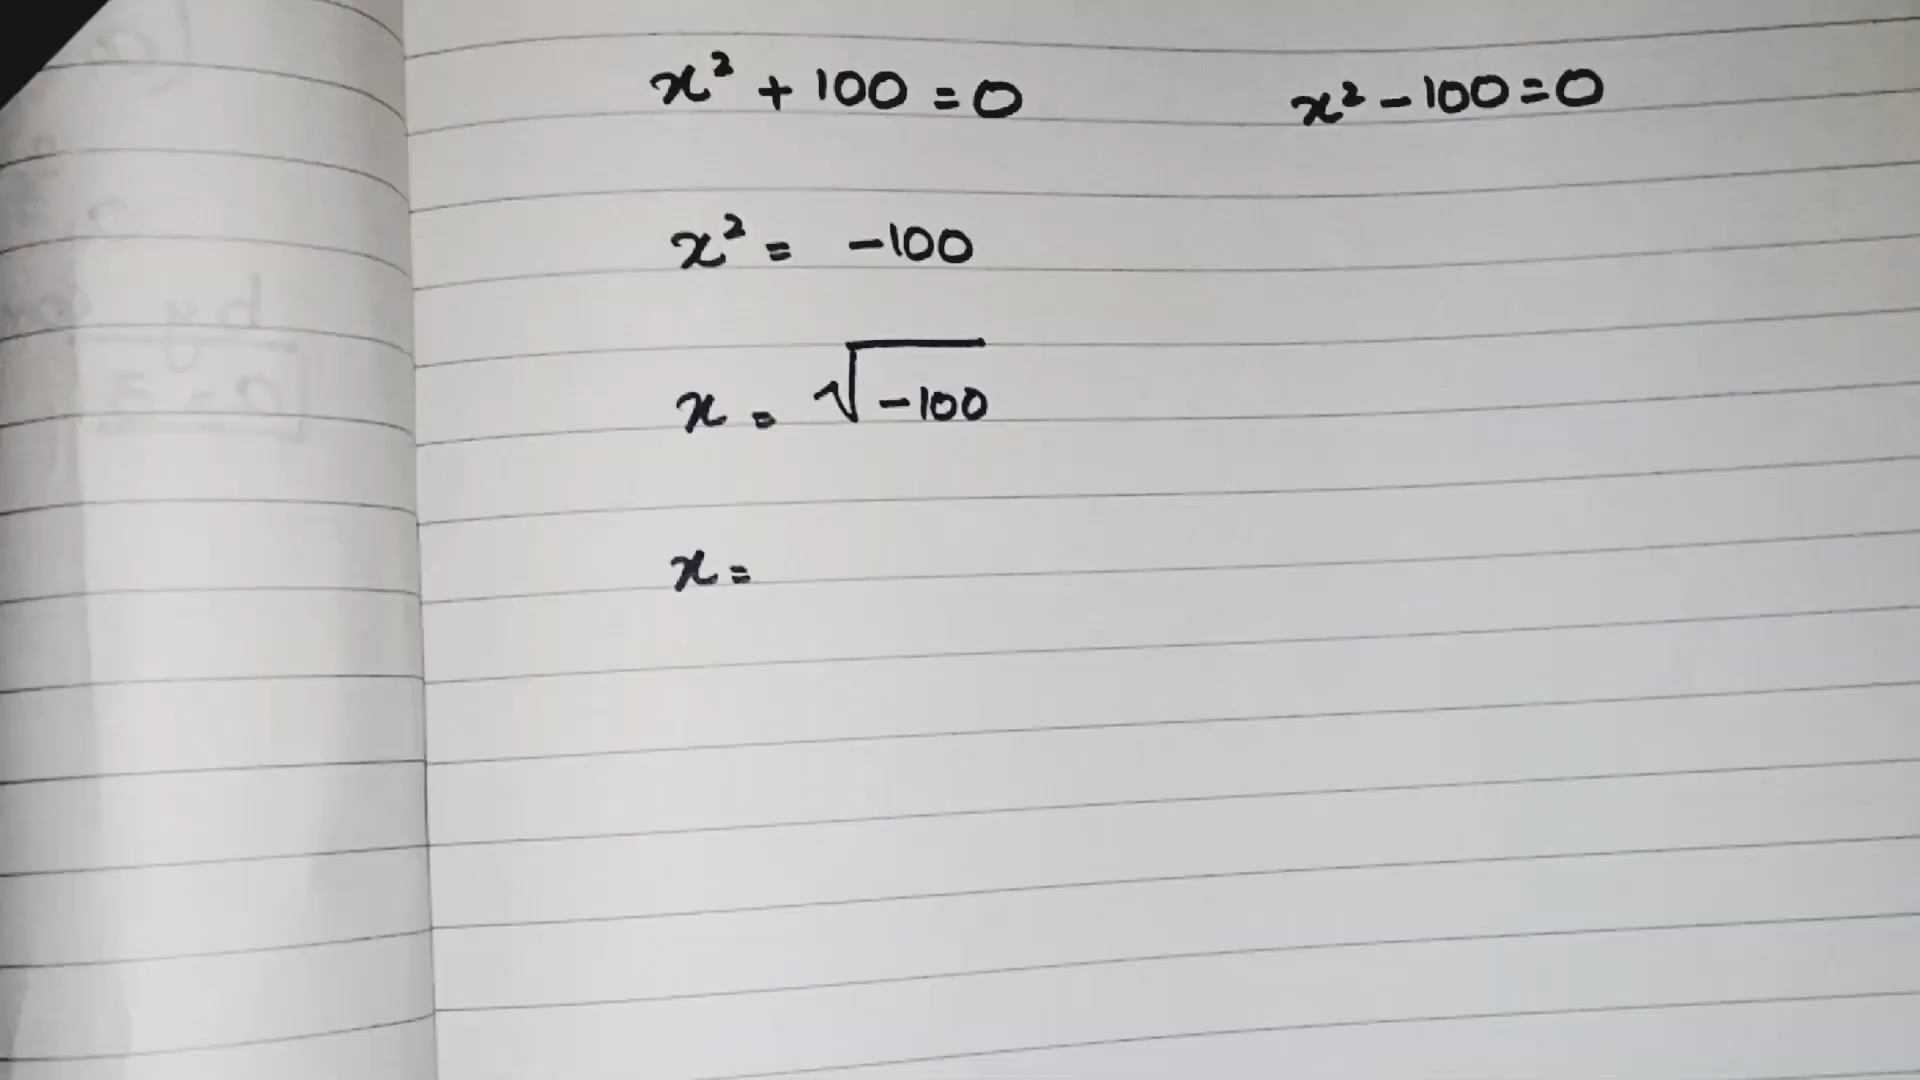 x² + 100 = 0
x² - 100 = 0
x² = -100
x = √-100
x =